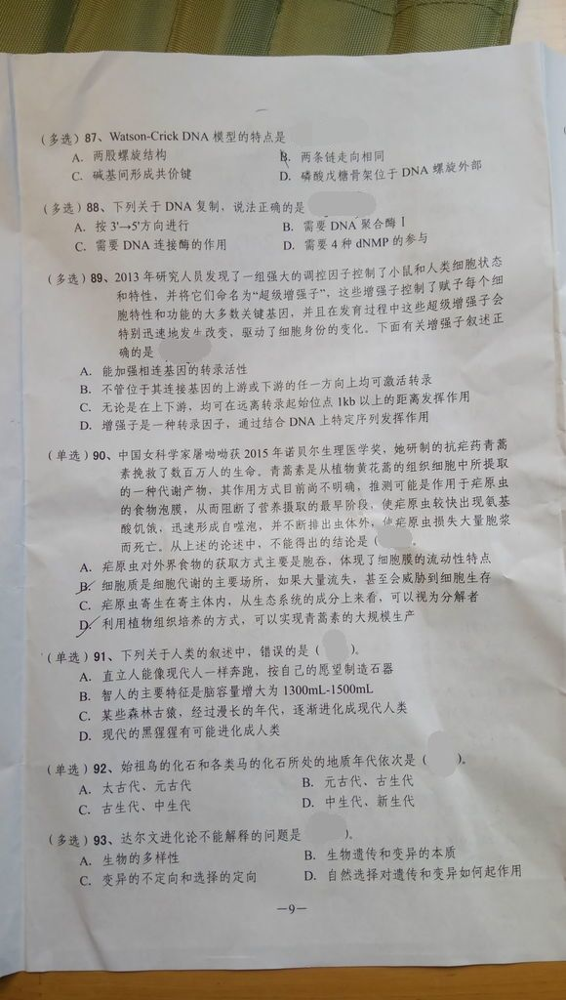 (多选) 87、Watson-Crick DNA 模型的特点是
A. 两股螺旋结构 B. 两条链走向相同
C. 碱基间形成共价键 D. 磷酸戊糖骨架位于 DNA 螺旋外部
(多选) 88、下列关于 DNA 复制，说法正确的是
A. 按 3'→5'方向进行 B. 需要 DNA 聚合酶 I
C. 需要 DNA 连接酶的作用 D. 需要 4 种 dNMP 的参与
(多选) 89、2013 年研究人员发现了一组强大的调控因子控制了小鼠和人类细胞状态
和特性，并将它们命名为“超级增强子”，这些增强子控制了赋予每个细
胞特性和功能的大多数关键基因，并且在发育过程中这些超级增强子会
特别迅速地发生改变，驱动了细胞身份的变化。下面有关增强子叙述正
确的是
A. 能加强相连基因的转录活性
B. 不管位于其连接基因的上游或下游的任一方向上均可激活转录
C. 无论是在上下游，均可在远离转录起始位点 1kb 以上的距离发挥作用
D. 增强子是一种转录因子，通过结合 DNA 上特定序列发挥作用
(单选) 90、中国女科学家屠呦呦获 2015 年诺贝尔生理医学奖，她研制的抗疟药青蒿
素挽救了数百万人的生命。青蒿素是从植物黄花蒿的组织细胞中所提取
的一种代谢产物，其作用方式目前尚不明确，推测可能是作用于疟原虫
的食物泡膜，从而阻断了营养摄取的最早阶段，使疟原虫较快出现氨基
酸饥饿，迅速形成自噬泡，并不断排出虫体外，使疟原虫损失大量胞浆
而死亡。从上述的论述中，不能得出的结论是 ( 。
A. 疟原虫对外界食物的获取方式主要是胞吞，体现了细胞膜的流动性特点
B. 细胞质是细胞代谢的主要场所，如果大量流失，甚至会威胁到细胞生存
C. 疟原虫寄生在寄主体内，从生态系统的成分上来看，可以视为分解者
D. 利用植物组织培养的方式，可以实现青蒿素的大规模生产
(单选) 91、下列关于人类的叙述中，错误的是 ( )。
A. 直立人能像现代人一样奔跑，按自己的愿望制造石器
B. 智人的主要特征是脑容量增大为 1300mL-1500mL
C. 某些森林古猿，经过漫长的年代，逐渐进化成现代人类
D. 现代的黑猩猩有可能进化成人类
(单选) 92、始祖鸟的化石和各类马的化石所处的地质年代依次是 ( )。
A. 太古代、元古代 B. 元古代、古生代
C. 古生代、中生代 D. 中生代、新生代
(多选) 93、达尔文进化论不能解释的问题是 )。
A. 生物的多样性 B. 生物遗传和变异的本质
C. 变异的不定向和选择的定向 D. 自然选择对遗传和变异如何起作用
—9—